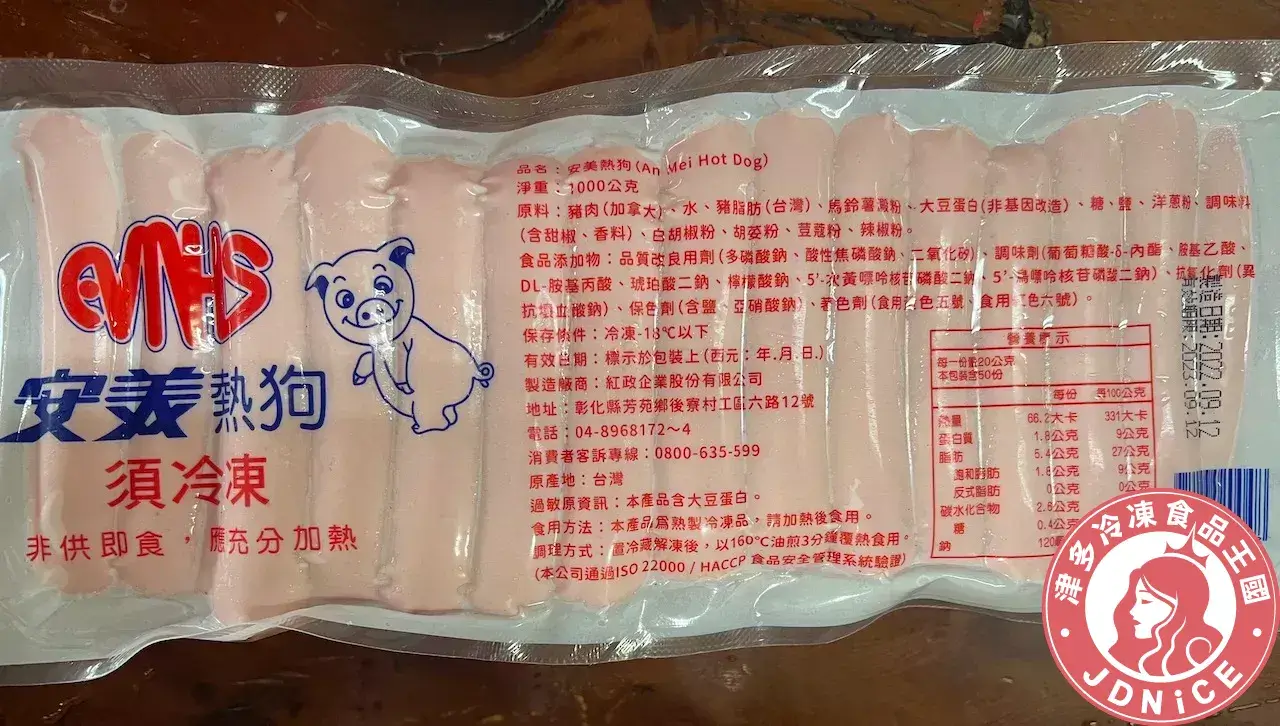 AMHS
安美熱狗
須冷凍
非供即食，應充分加熱
品名：安美熱狗(An Mei Hot Dog)
淨重：1000公克
原料：豬肉(加拿大)、水、豬脂肪(台灣)、馬鈴薯澱粉、大豆蛋白(非基因改造)、糖、鹽、洋蔥粉、調味料
(含甜椒、香料)、白胡椒粉、胡荽粉、荳蔻粉、辣椒粉。
食品添加物：品質改良用劑(多磷酸鈉、酸性焦磷酸鈉、二氧化矽)、調味劑(葡萄糖酸-δ-內酯、胺基乙酸、
DL-胺基丙酸、琥珀酸二鈉、檸檬酸鈉、5'-次黃嘌呤核苷磷酸二鈉、5'-鳥嘌呤核苷磷酸二鈉)、抗氧化劑(異
抗壞血酸鈉)、保色劑(含鹽、亞硝酸鈉)、著色劑(食用黃色五號、食用紅色六號)。
保存條件：冷凍-18℃以下
有效日期：標示於包裝上(西元：年.月.日.)
製造廠商：紅政企業股份有限公司
地址：彰化縣芳苑鄉後寮村工區六路12號
電話：04-8968172～4
消費者客訴專線：0800-635-599
原產地：台灣
過敏原資訊：本產品含大豆蛋白。
食用方法：本產品為熟製冷凍品，請加熱後食用。
調理方式：置冷藏解凍後，以160℃油煎3分鐘覆熱食用。
(本公司通過ISO 22000 / HACCP 食品安全管理系統驗證)
營養標示
每一份量20公克
本包裝含50份
每份 每100公克
熱量 66.2大卡 331大卡
蛋白質 1.8公克 9公克
脂肪 5.4公克 27公克
飽和脂肪 1.8公克 9公克
反式脂肪 0公克 0公克
碳水化合物 2.6公克
糖 0.4公克
鈉 120
製造日期:2022.09.12
有效期限:2023.09.12
津多冷凍食品王國
JDNiCE